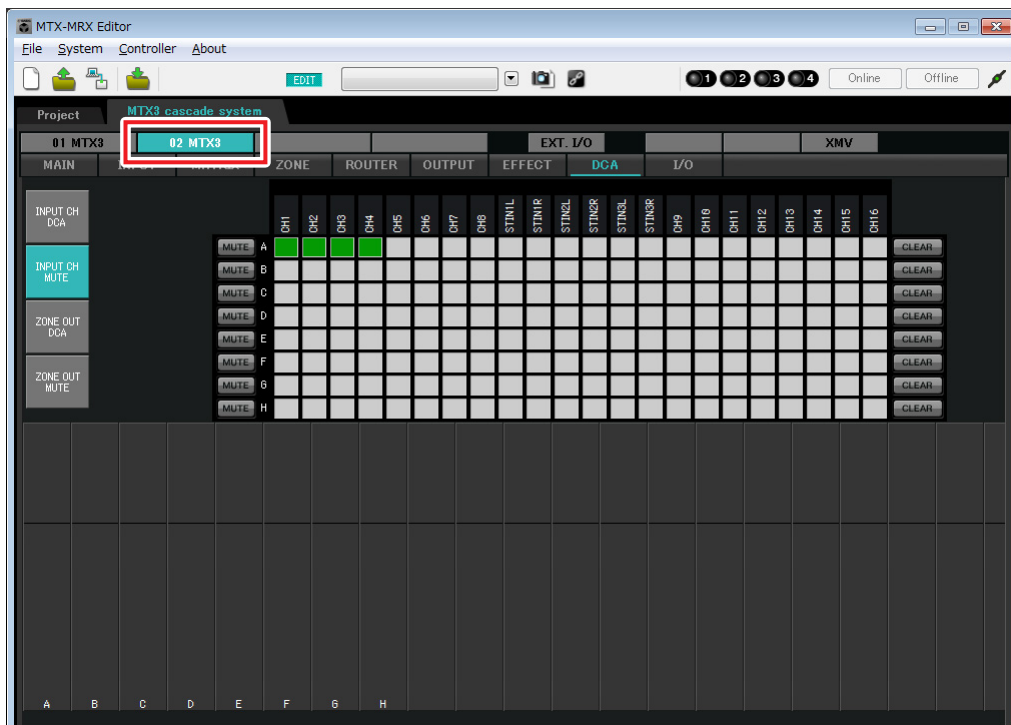 MTX-MRX Editor
File System Controller About
EDIT 1 2 3 4 Online Offline
Project MTX3 cascade system
01 MTX3 02 MTX3 EXT. I/O XMV
MAIN ZONE ROUTER OUTPUT EFFECT DCA I/O
CH1 CH2 CH3 CH4 CH5 CH6 CH7 CH8 STIN1L STIN1R STIN2L STIN2R STIN3L STIN3R CH9 CH10 CH11 CH12 CH13 CH14 CH15 CH16
INPUT CH
DCA
INPUT CH
MUTE
ZONE OUT
DCA
ZONE OUT
MUTE
MUTE A CLEAR
MUTE B CLEAR
MUTE C CLEAR
MUTE D CLEAR
MUTE E CLEAR
MUTE F CLEAR
MUTE G CLEAR
MUTE H CLEAR
A B C D E F G H